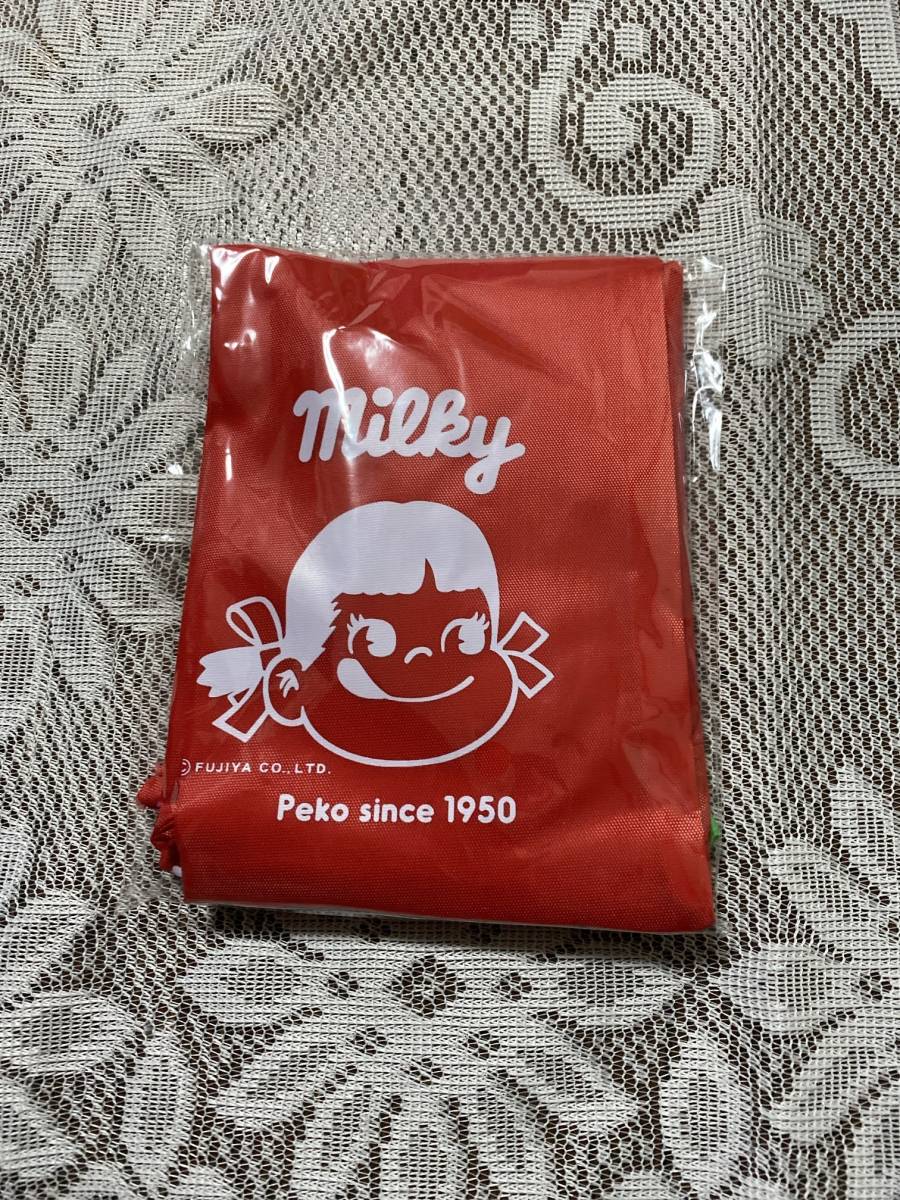 milky
© FUJIYA CO., LTD.
Peko since 1950